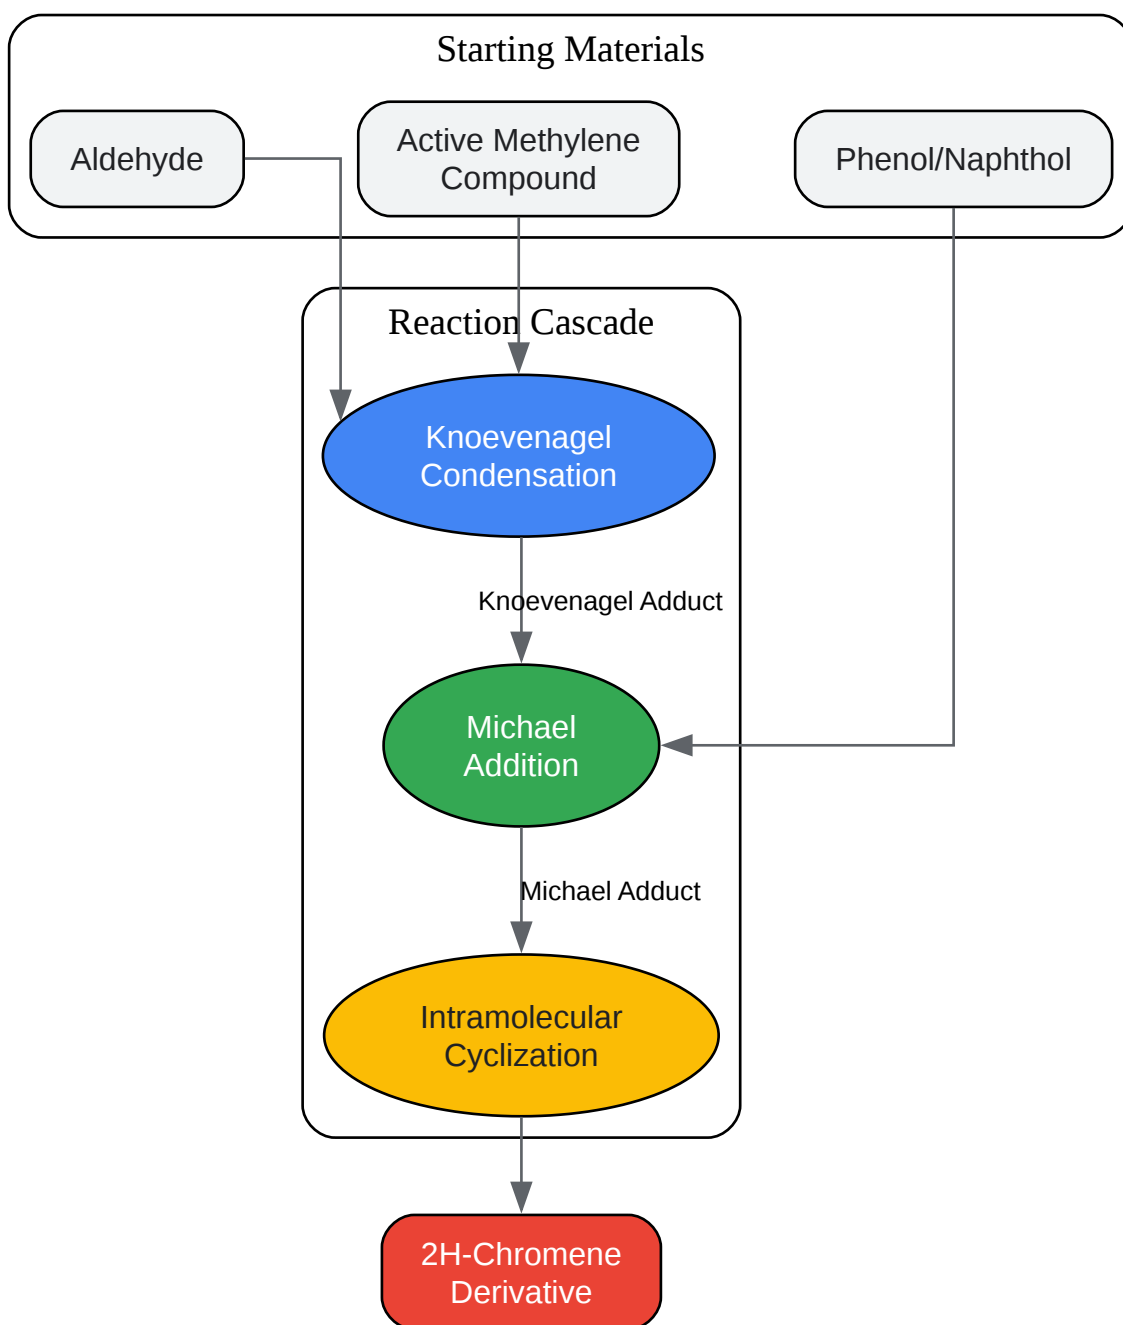 Starting Materials
Aldehyde
Active Methylene
Compound
Phenol/Naphthol
Reaction Cascade
Knoevenagel
Condensation
Knoevenagel Adduct
Michael
Addition
Michael Adduct
Intramolecular
Cyclization
2H-Chromene
Derivative